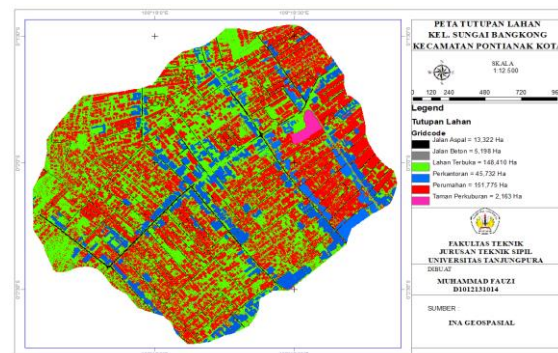 PETA TUTUPAN LAHAN
KEL. SUNGAI BANGKONG
KECAMATAN PONTIANAK KOTA
SKALA
1:12.500
0 120 240 480 720 960
Legend
Tutupan Lahan
Gridcode
Jalan Aspal = 13,322 Ha
Jalan Beton = 5,198 Ha
Lahan Terbuka = 148,410 Ha
Perkantoran = 45,732 Ha
Perumahan = 151,775 Ha
Taman Perkuburan = 2,163 Ha
FAKULTAS TEKNIK
JURUSAN TEKNIK SIPIL
UNIVERSITAS TANJUNGPURA
DIBUAT
MUHAMMAD FAUZI
D1012131014
SUMBER :
INA GEOSPASIAL